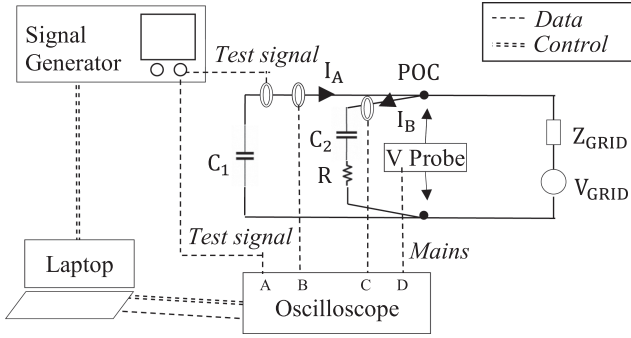 Signal
Generator
Test signal
Data
Control
I_A
POC
I_B
C_1
C_2
R
V Probe
Z_GRID
V_GRID
Test signal
Mains
Laptop
A B C D
Oscilloscope